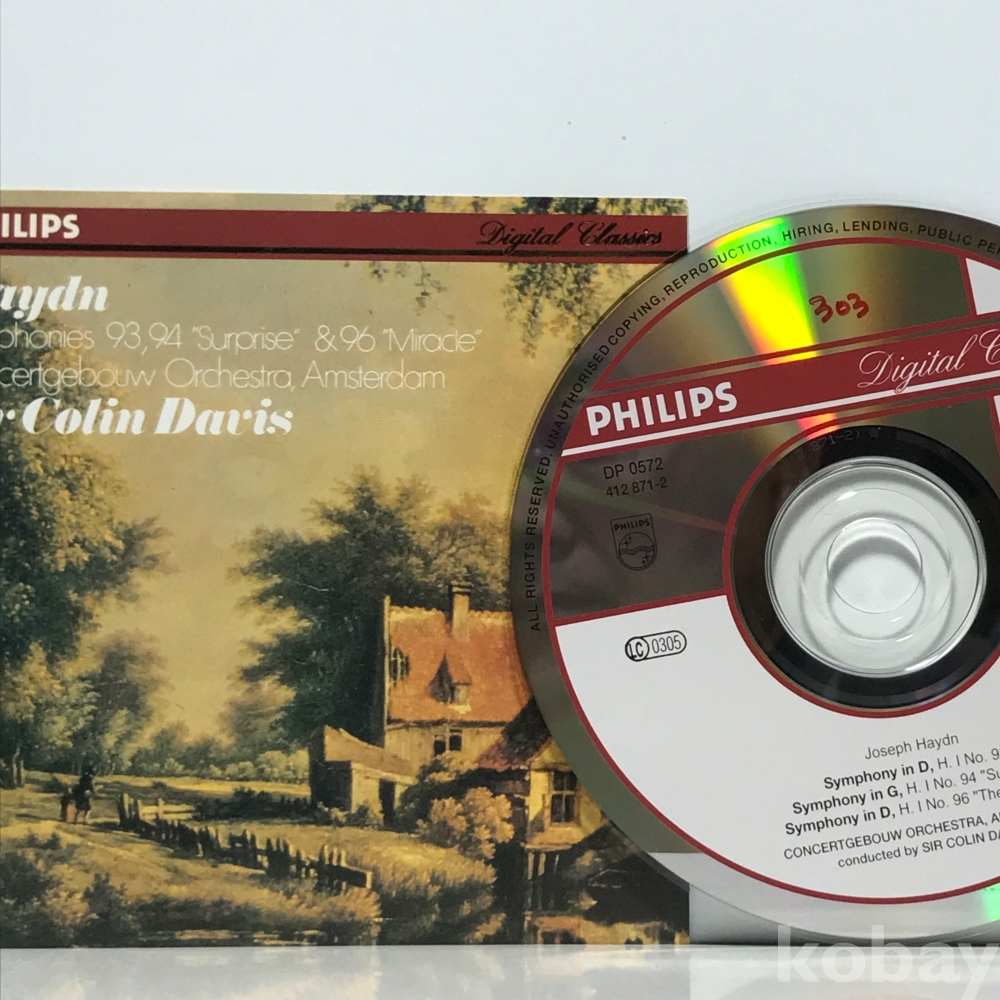 ILIPS
Digital Classics
aydn
phonies 93,94 "Surprise" & 96 "Miracle"
certgebouw Orchestra, Amsterdam
r Colin Davis
ALL RIGHTS RESERVED. UNAUTHORISED COPYING, REPRODUCTION, HIRING, LENDING, PUBLIC PE
303
Digital C
PHILIPS
DP 0572
412 871-2
PHILIPS
LC 0305
Joseph Haydn
Symphony in D, H. I No. 9
Symphony in G, H. I No. 94 "Su
Symphony in D, H. I No. 96 "The
CONCERTGEBOUW ORCHESTRA, A
conducted by SIR COLIN DA
kobay